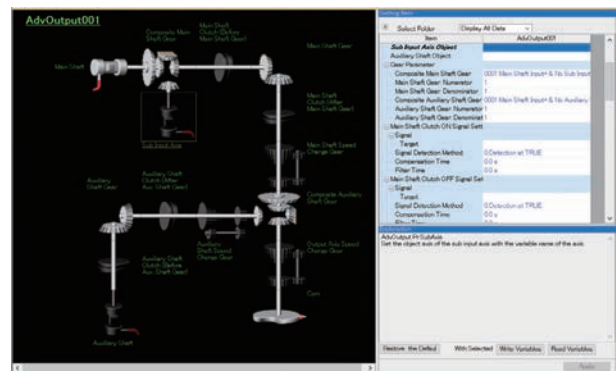 AdvOutput001
Composite Main
Shaft Gear
Main Shaft
Clutch (Before
Main Shaft Gear)
Main Shaft Gear
Main Shaft
Main Shaft
Clutch (After
Main Shaft Gear)
Sub Input Axis
Main Shaft Speed
Change Gear
Auxiliary
Shaft Gear
Auxiliary Shaft
Clutch (After
Aux. Shaft Gear)
Composite Auxiliary
Shaft Gear
Auxiliary
Shaft Speed
Change Gear
Output Axis Speed
Change Gear
Auxiliary Shaft
Clutch (Before
Aux. Shaft Gear)
Cam
Auxiliary Shaft
Select Folder
Display All Data
Item
AdvOutput001
Sub Input Axis Object
Auxiliary Shaft Object
Gear Parameter
Composite Main Shaft Gear
0001 Main Shaft Input+ & No Sub Input
Main Shaft Gear Numerator
1
Main Shaft Gear Denominator
1
Composite Auxiliary Shaft Gear
0001 Main Shaft Input+ & No Auxiliary
Auxiliary Shaft Gear Numerator
1
Auxiliary Shaft Gear Denominat
1
Main Shaft Clutch ON Signal Sett
Signal
Target
Signal Detection Method
0:Detection at TRUE
Compensation Time
0.0 s
Filter Time
0.0 s
Main Shaft Clutch OFF Signal Set
Signal
Target
Signal Detection Method
0:Detection at TRUE
Compensation Time
0.0 s
Filter Time
0.0 s
Explanation
AdvOutput.PrSubAxis
Set the object axis of the sub input axis with the variable name of the axis.
Restore the Defaul
With Selected
Write Variables
Read Variables
Apply